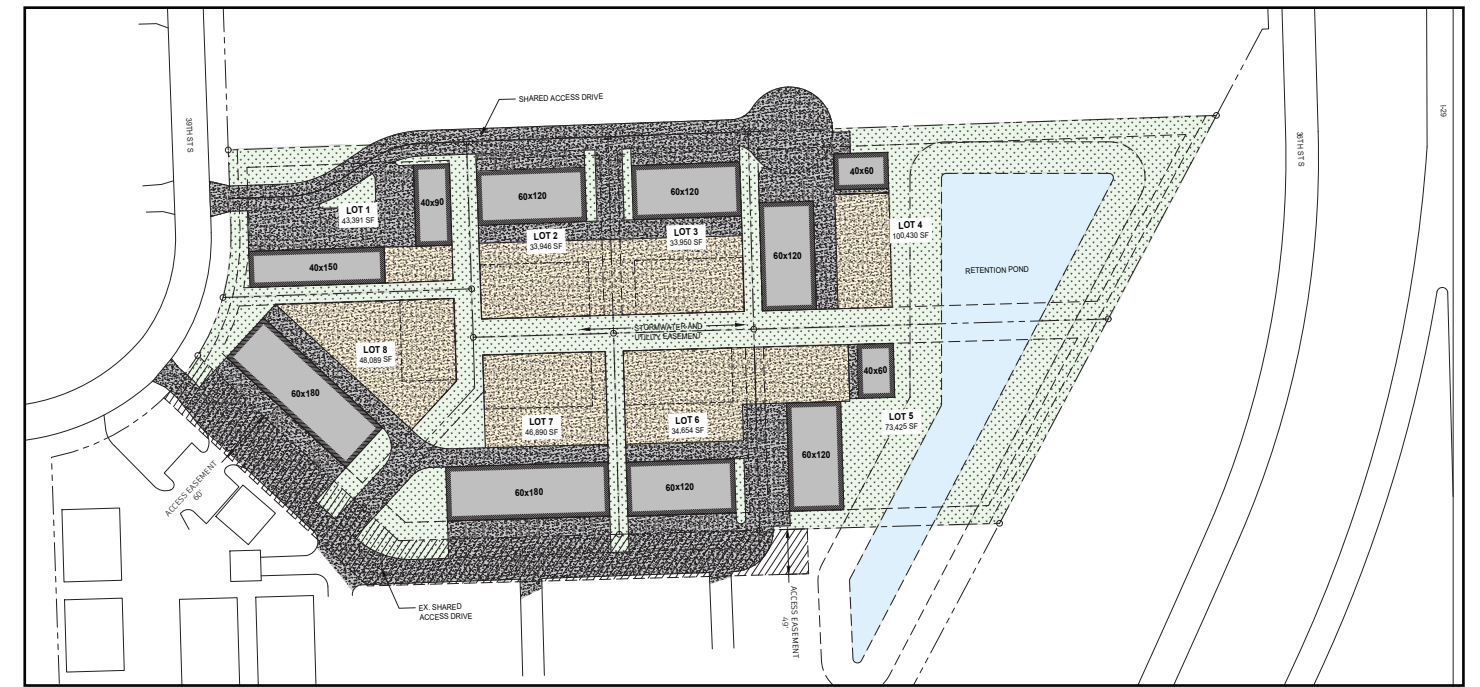 SHARED ACCESS DRIVE
39TH ST S
36TH ST S
I-29
LOT 1
43,391 SF
40x90
60x120
60x120
40x60
LOT 2
33,946 SF
LOT 3
33,950 SF
LOT 4
100,430 SF
60x120
40x150
RETENTION POND
STORMWATER AND
UTILITY EASEMENT
LOT 8
48,089 SF
60x180
40x60
LOT 7
46,890 SF
LOT 6
34,654 SF
LOT 5
73,425 SF
60x120
60x180
60x120
ACCESS EASEMENT
60'
EX. SHARED
ACCESS DRIVE
ACCESS EASEMENT
49'